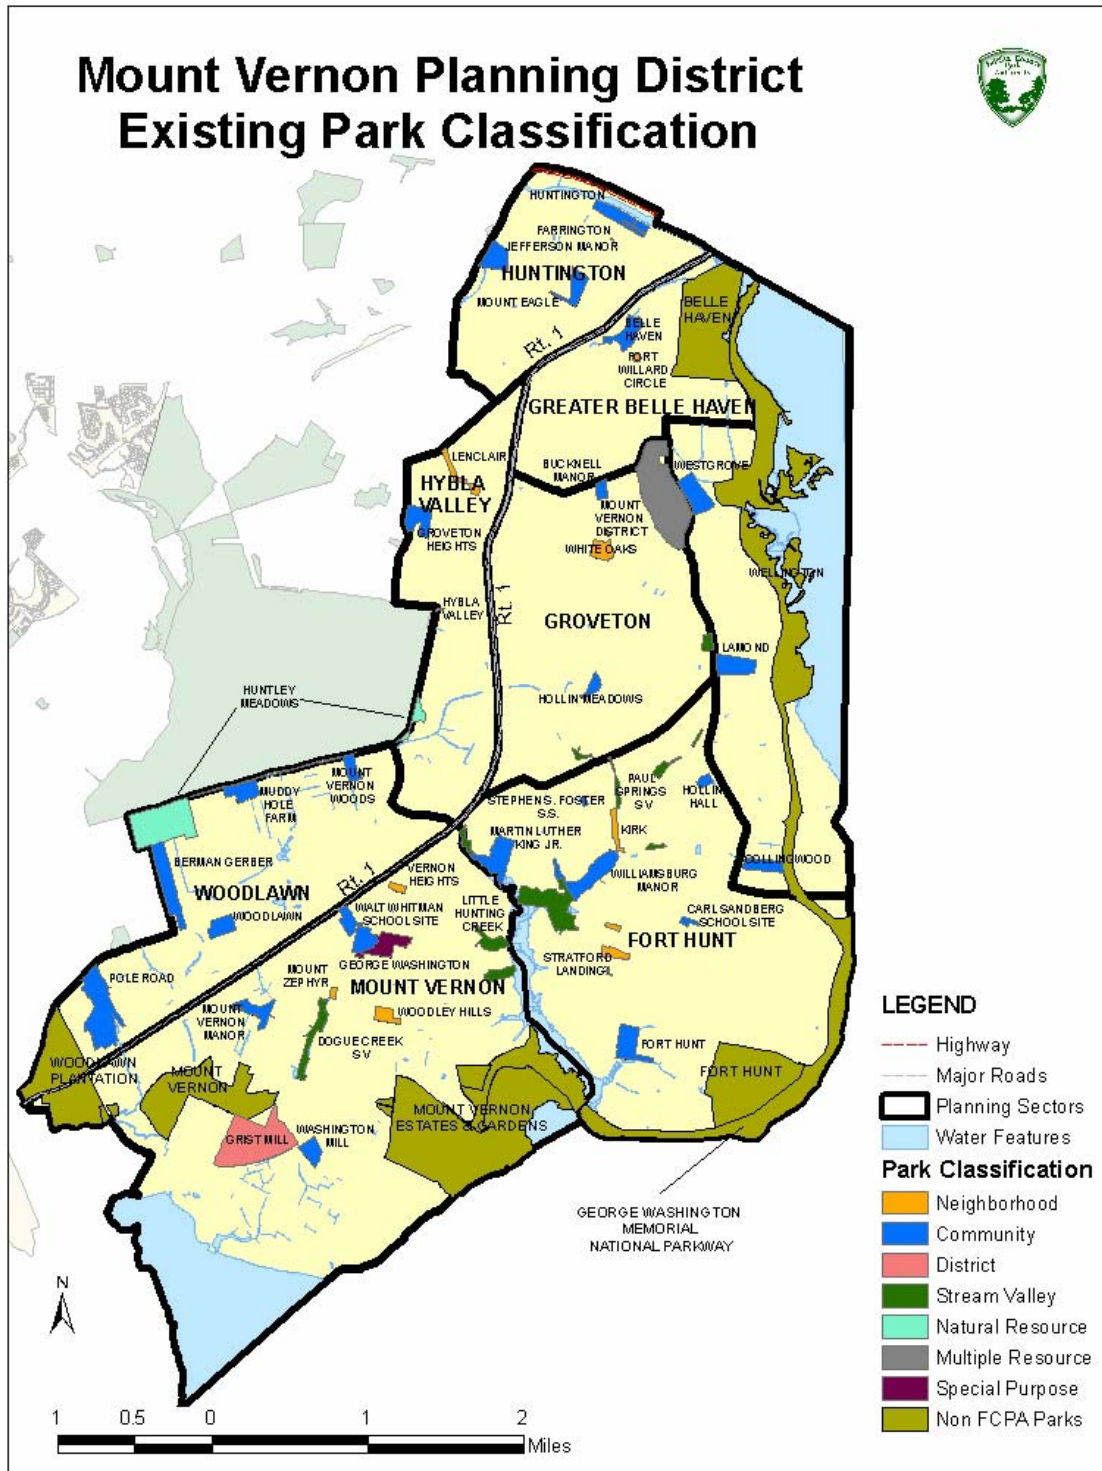 Mount Vernon Planning District
Existing Park Classification
HUNTINGTON
FARRINGTON
JEFFERSON MANOR
HUNTINGTON
MOUNT EAGLE
Rt. 1
BELLE
HAVEN
BELLE
HAVEN
FORT
WILLARD
CIRCLE
GREATER BELLE HAVEN
LENCLAIR
HYBLA
VALLEY
GROVETON
HEIGHTS
BUCKNELL
MANOR
WESTGROVE
MOUNT
VERNON
DISTRICT
WHITE OAKS
WELLINGTON
HYBLA
VALLEY
Rt. 1
GROVETON
LAMOND
HUNTLEY
MEADOWS
HOLLIN MEADOWS
MOUNT
VERNON
WOODS
MUDDY
HOLE
FARM
STEPHEN S. FOSTER
S.S.
PAUL
SPRINGS
SV
HOLLIN
HALL
MARTIN LUTHER
KING JR.
KIRK
BERMAN GERBER
WOODLAWN
Rt. 1
VERNON
HEIGHTS
COLLINGWOOD
WILLIAMSBURG
MANOR
WOODLAWN
WALT WHITMAN
SCHOOL SITE
LITTLE
HUNTING
CREEK
CARL SANDBERG
SCHOOL SITE
FORT HUNT
STRATFORD
LANDING
POLE ROAD
GEORGE WASHINGTON
MOUNT
ZEPHYR
MOUNT VERNON
MOUNT
VERNON
MANOR
WOODLEY HILLS
DOGUE CREEK
SV
FORT HUNT
WOODLAWN
PLANTATION
MOUNT
VERNON
FORT HUNT
MOUNT VERNON
ESTATES & GARDENS
GRIST MILL
WASHINGTON
MILL
GEORGE WASHINGTON
MEMORIAL
NATIONAL PARKWAY
LEGEND
Highway
Major Roads
Planning Sectors
Water Features
Park Classification
Neighborhood
Community
District
Stream Valley
Natural Resource
Multiple Resource
Special Purpose
Non FCPA Parks
N
1 0.5 0 1 2
Miles